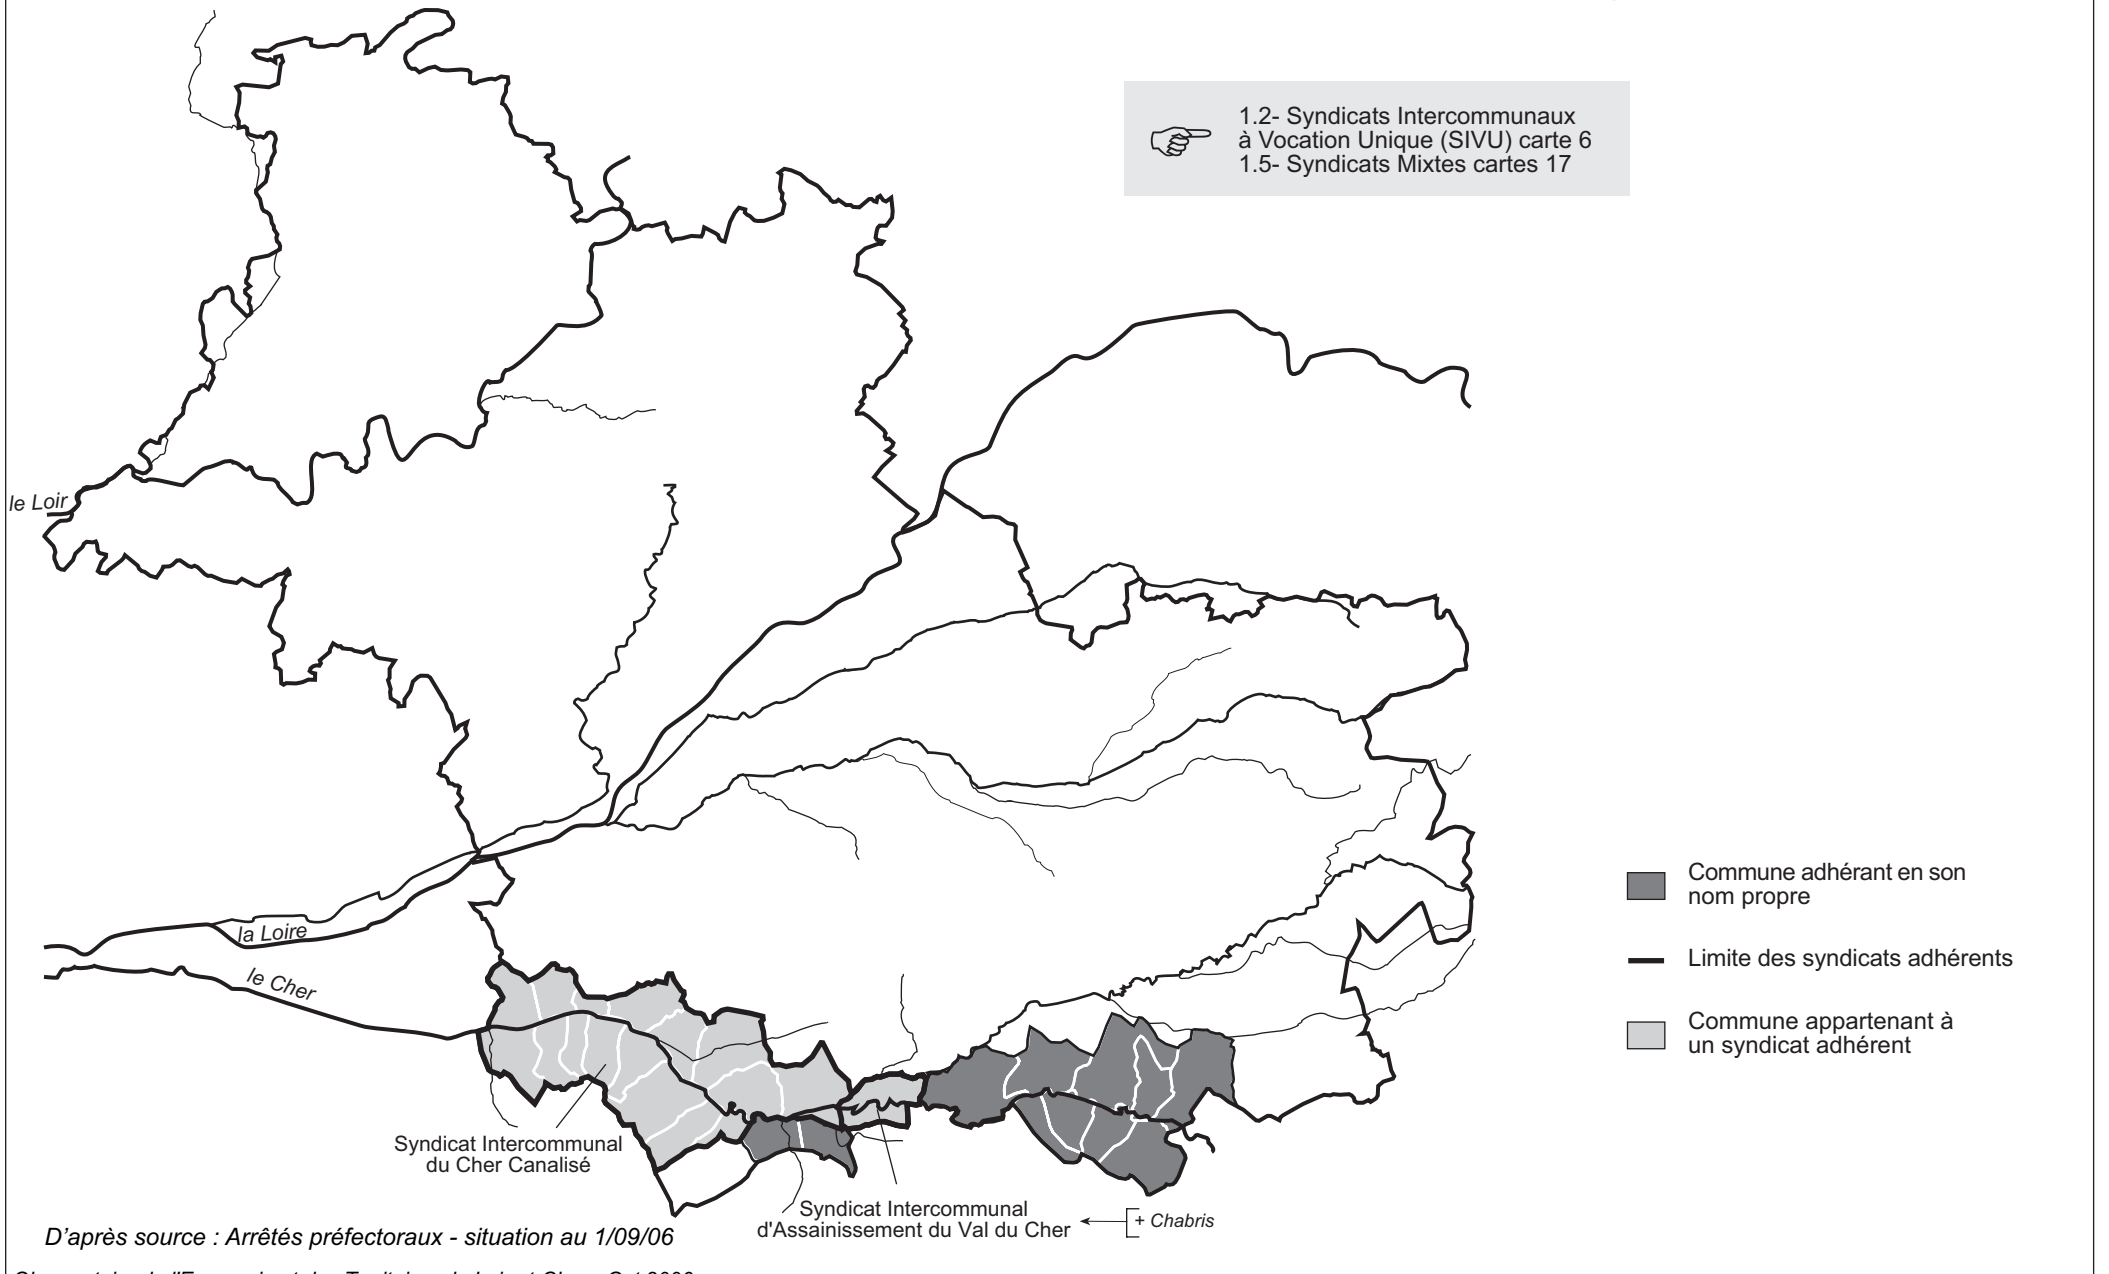 1.2- Syndicats Intercommunaux
à Vocation Unique (SIVU) carte 6
1.5- Syndicats Mixtes cartes 17
le Loir
la Loire
le Cher
Commune adhérant en son
nom propre
Limite des syndicats adhérents
Commune appartenant à
un syndicat adhérent
Syndicat Intercommunal
du Cher Canalisé
Syndicat Intercommunal
d'Assainissement du Val du Cher
+ Chabris
D'après source : Arrêtés préfectoraux - situation au 1/09/06